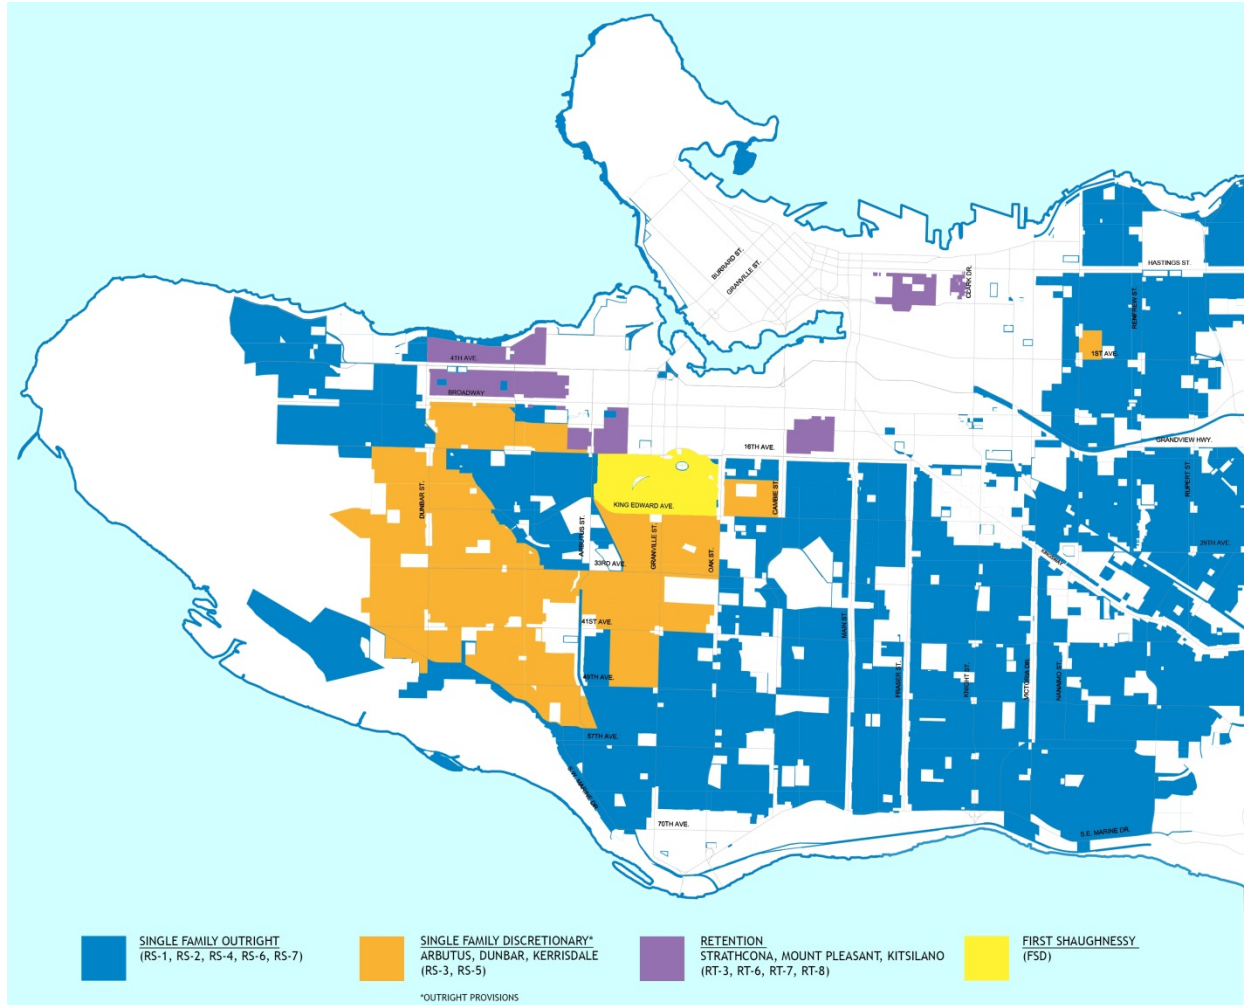 BURRARD ST.
GRANVILLE ST.
CLARK DR.
HASTINGS ST.
RENFREW ST.
1ST AVE.
4TH AVE.
BROADWAY
16TH AVE.
GRANDVIEW HWY.
RUPERT ST.
DUNBAR ST.
KING EDWARD AVE.
CAMBIE ST.
ARBUTUS ST.
33RD AVE.
GRANVILLE ST.
OAK ST.
29TH AVE.
KINGSWAY
41ST AVE.
MAIN ST.
FRASER ST.
KNIGHT ST.
VICTORIA DR.
NANAIMO ST.
49TH AVE.
57TH AVE.
S.W. MARINE DR.
70TH AVE.
S.E. MARINE DR.
SINGLE FAMILY OUTRIGHT
(RS-1, RS-2, RS-4, RS-6, RS-7)
SINGLE FAMILY DISCRETIONARY*
ARBUTUS, DUNBAR, KERRISDALE
(RS-3, RS-5)
*OUTRIGHT PROVISIONS
RETENTION
STRATHCONA, MOUNT PLEASANT, KITSILANO
(RT-3, RT-6, RT-7, RT-8)
FIRST SHAUGHNESSY
(FSD)